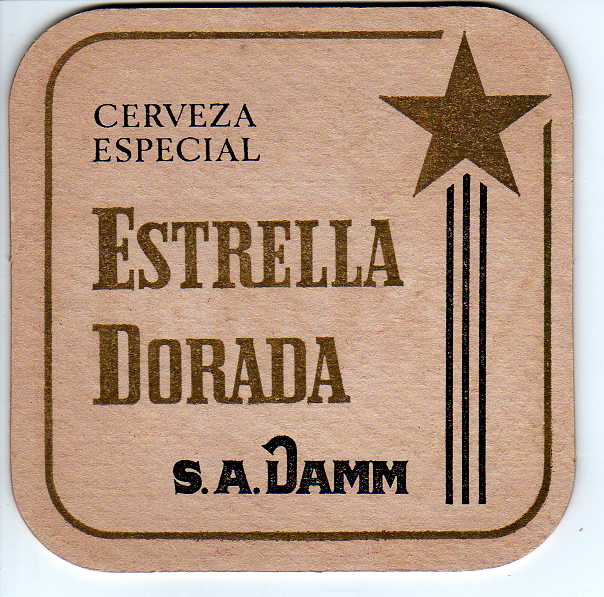 CERVEZA
ESPECIAL
ESTRELLA
DORADA
S.A.DAMM